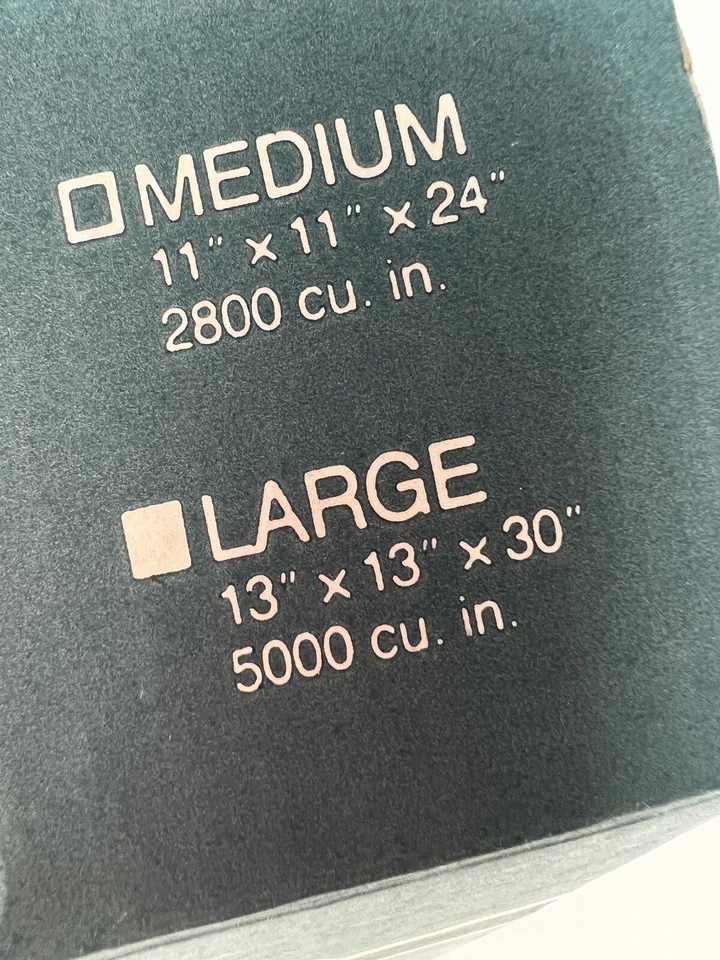 MEDIUM
11" x 11" x 24"
2800 cu. in.
LARGE
13" x 13" x 30"
5000 cu. in.